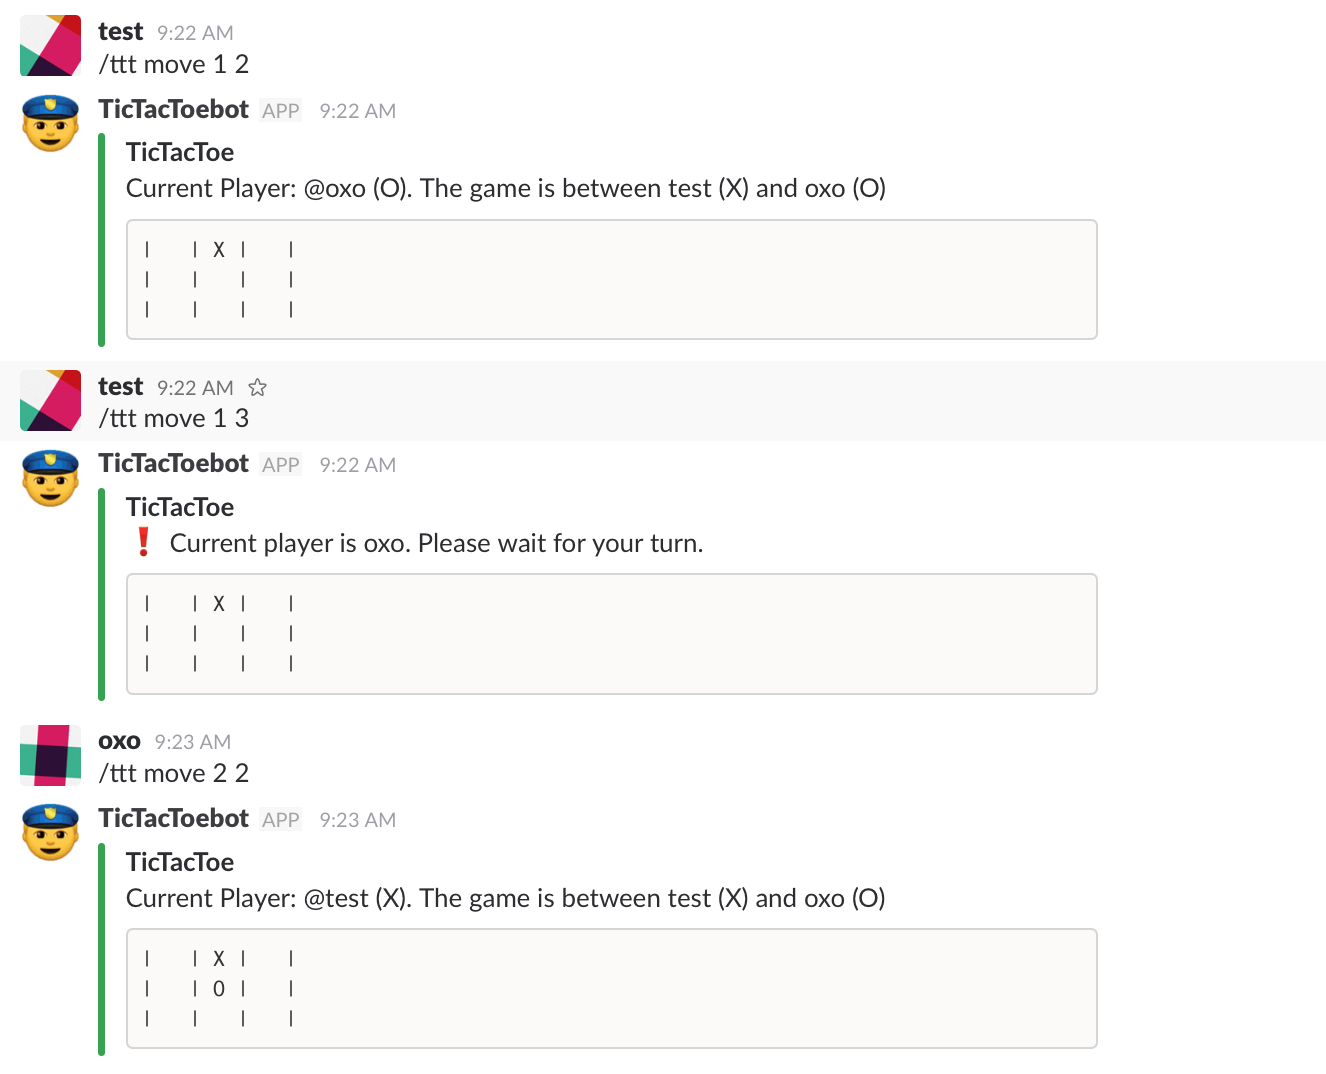 test 9:22 AM
/ttt move 1 2
TicTacToebot APP 9:22 AM
TicTacToe
Current Player: @oxo (O). The game is between test (X) and oxo (O)
|   | X |   |
|   |   |   |
|   |   |   |
test 9:22 AM
/ttt move 1 3
TicTacToebot APP 9:22 AM
TicTacToe
❗ Current player is oxo. Please wait for your turn.
|   | X |   |
|   |   |   |
|   |   |   |
oxo 9:23 AM
/ttt move 2 2
TicTacToebot APP 9:23 AM
TicTacToe
Current Player: @test (X). The game is between test (X) and oxo (O)
|   | X |   |
|   | O |   |
|   |   |   |